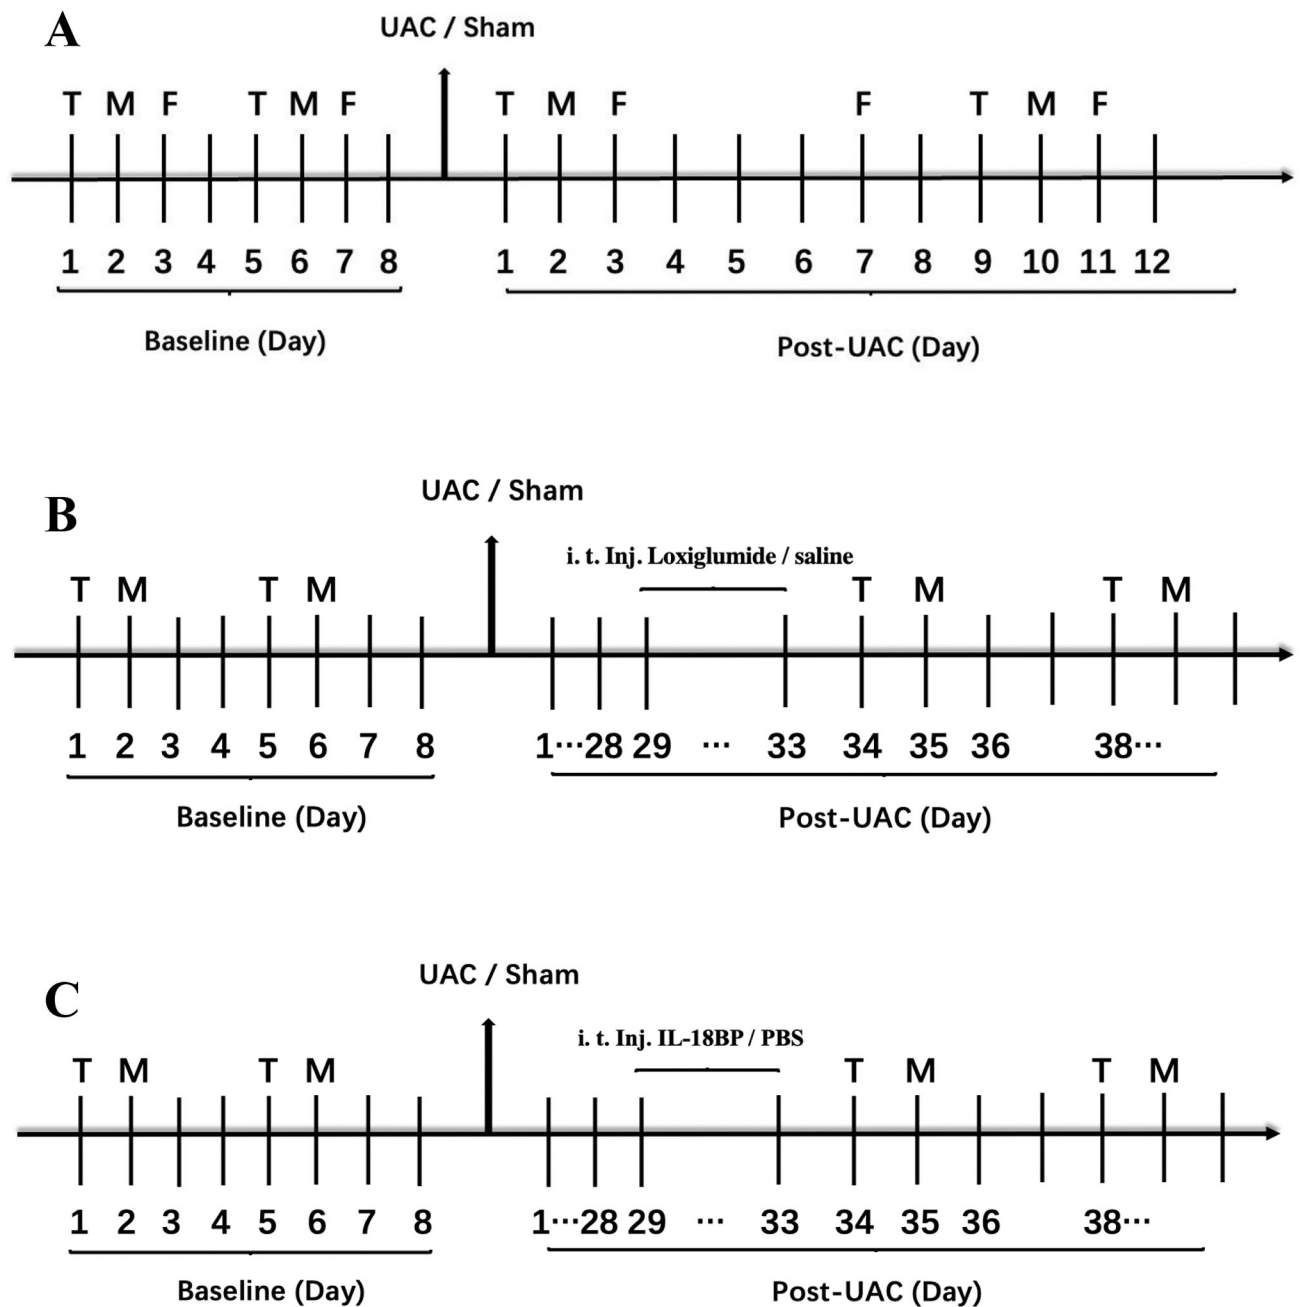 A
UAC / Sham
T M F T M F T M F F T M F
1 2 3 4 5 6 7 8 1 2 3 4 5 6 7 8 9 10 11 12
Baseline (Day)
Post-UAC (Day)
B
UAC / Sham
i. t. Inj. Loxiglumide / saline
T M T M T M T M
1 2 3 4 5 6 7 8 1···28 29 ··· 33 34 35 36 38···
Baseline (Day) Post-UAC (Day)
C
UAC / Sham
i. t. Inj. IL-18BP / PBS
T M T M T M T M
1 2 3 4 5 6 7 8 1···28 29 ··· 33 34 35 36 38···
Baseline (Day) Post-UAC (Day)